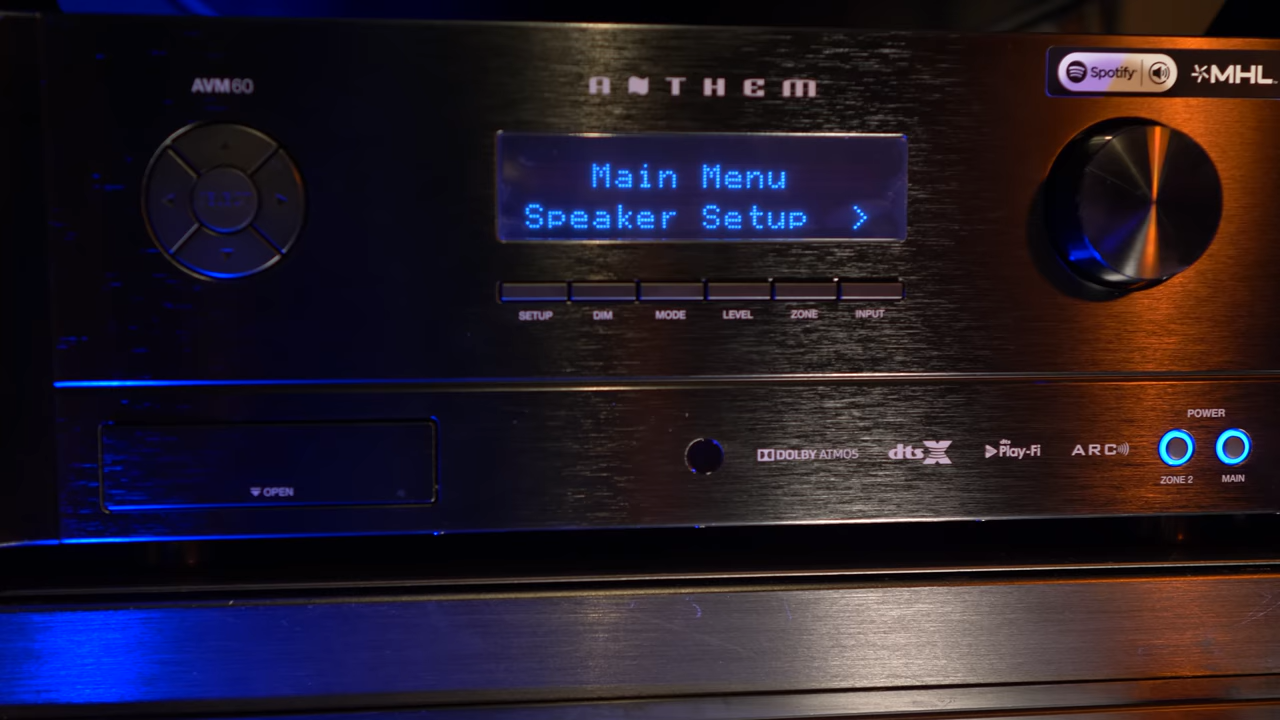 AVM60
ANTHEM
Spotify
MHL
Main Menu
Speaker Setup >
SETUP
DIM
MODE
LEVEL
ZONE
INPUT
POWER
OPEN
DOLBY ATMOS
dts X
dts
Play-Fi
ARC
ZONE 2
MAIN